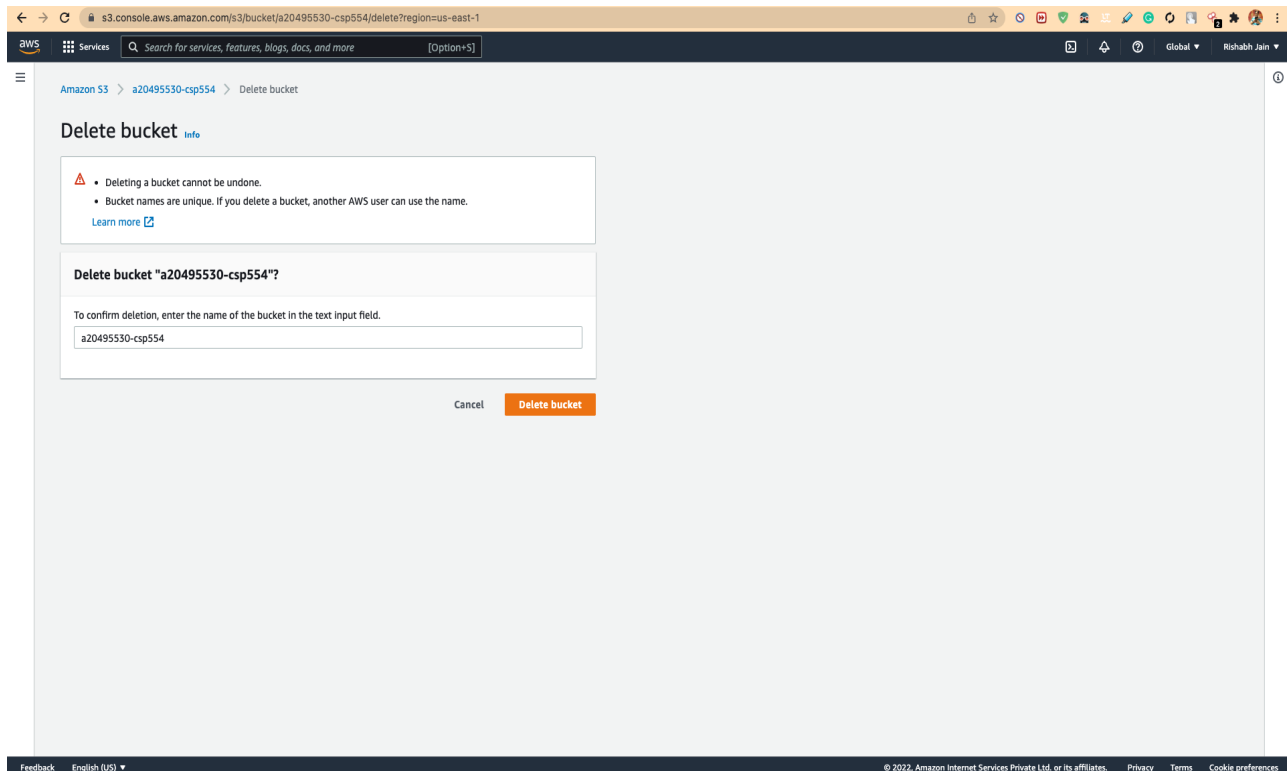 s3.console.aws.amazon.com/s3/bucket/a20495530-csp554/delete?region=us-east-1
aws Services Search for services, features, blogs, docs, and more [Option+S] Global ▼ Rishabh Jain ▼
Amazon S3 > a20495530-csp554 > Delete bucket
Delete bucket Info
• Deleting a bucket cannot be undone.
• Bucket names are unique. If you delete a bucket, another AWS user can use the name.
Learn more
Delete bucket "a20495530-csp554"?
To confirm deletion, enter the name of the bucket in the text input field.
a20495530-csp554
Cancel Delete bucket
Feedback English (US) ▼ © 2022, Amazon Internet Services Private Ltd. or its affiliates. Privacy Terms Cookie preferences